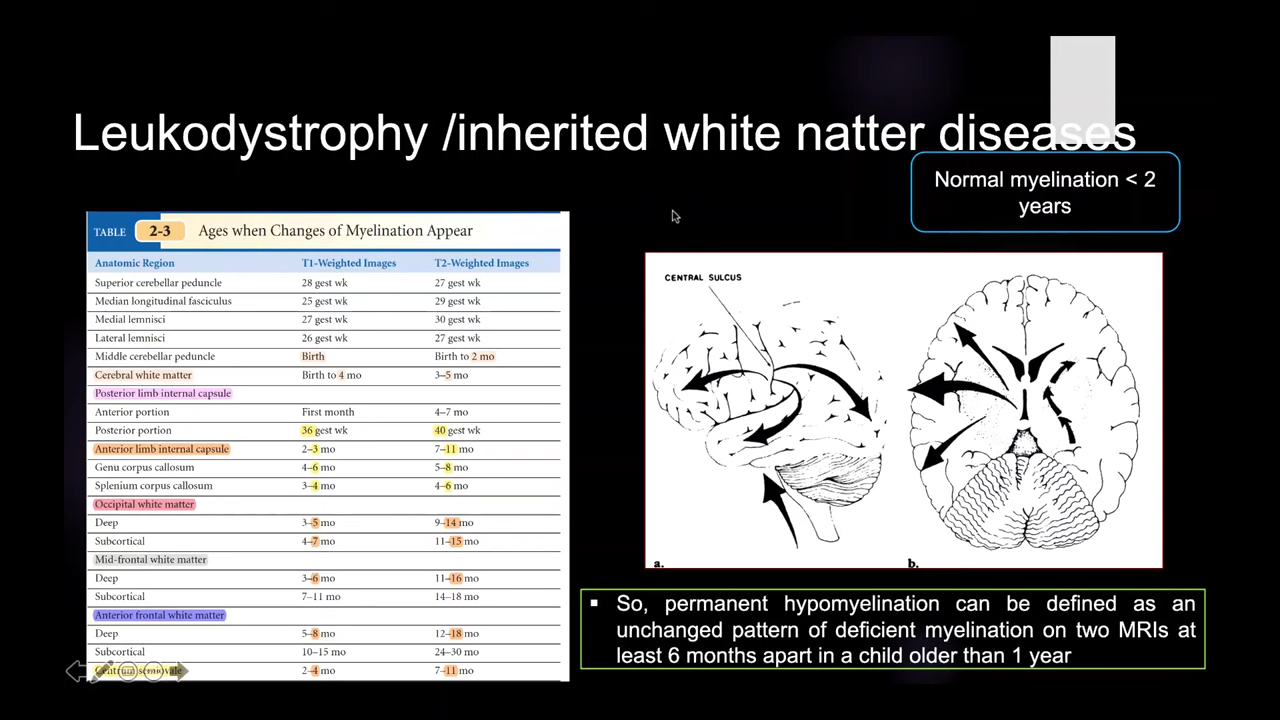 Leukodystrophy /inherited white natter diseases
Normal myelination < 2
years
TABLE 2-3 Ages when Changes of Myelination Appear
Anatomic Region T1-Weighted Images T2-Weighted Images
Superior cerebellar peduncle 28 gest wk 27 gest wk
Median longitudinal fasciculus 25 gest wk 29 gest wk
Medial lemnisci 27 gest wk 30 gest wk
Lateral lemnisci 26 gest wk 27 gest wk
Middle cerebellar peduncle Birth Birth to 2 mo
Cerebral white matter Birth to 4 mo 3–5 mo
Posterior limb internal capsule
Anterior portion First month 4–7 mo
Posterior portion 36 gest wk 40 gest wk
Anterior limb internal capsule 2–3 mo 7–11 mo
Genu corpus callosum 4–6 mo 5–8 mo
Splenium corpus callosum 3–4 mo 4–6 mo
Occipital white matter
Deep 3–5 mo 9–14 mo
Subcortical 4–7 mo 11–15 mo
Mid-frontal white matter
Deep 3–6 mo 11–16 mo
Subcortical 7–11 mo 14–18 mo
Anterior frontal white matter
Deep 5–8 mo 12–18 mo
Subcortical 10–15 mo 24–30 mo
Centrum semiovale 2–4 mo 7–11 mo
CENTRAL SULCUS
a. b.
▪ So, permanent hypomyelination can be defined as an
unchanged pattern of deficient myelination on two MRIs at
least 6 months apart in a child older than 1 year